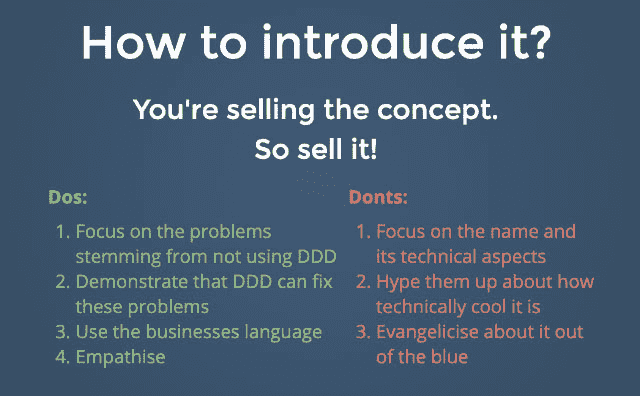 How to introduce it?
You're selling the concept.
So sell it!
Dos:
1. Focus on the problems
stemming from not using DDD
2. Demonstrate that DDD can fix
these problems
3. Use the businesses language
4. Empathise
Donts:
1. Focus on the name and
its technical aspects
2. Hype them up about how
technically cool it is
3. Evangelicise about it out
of the blue